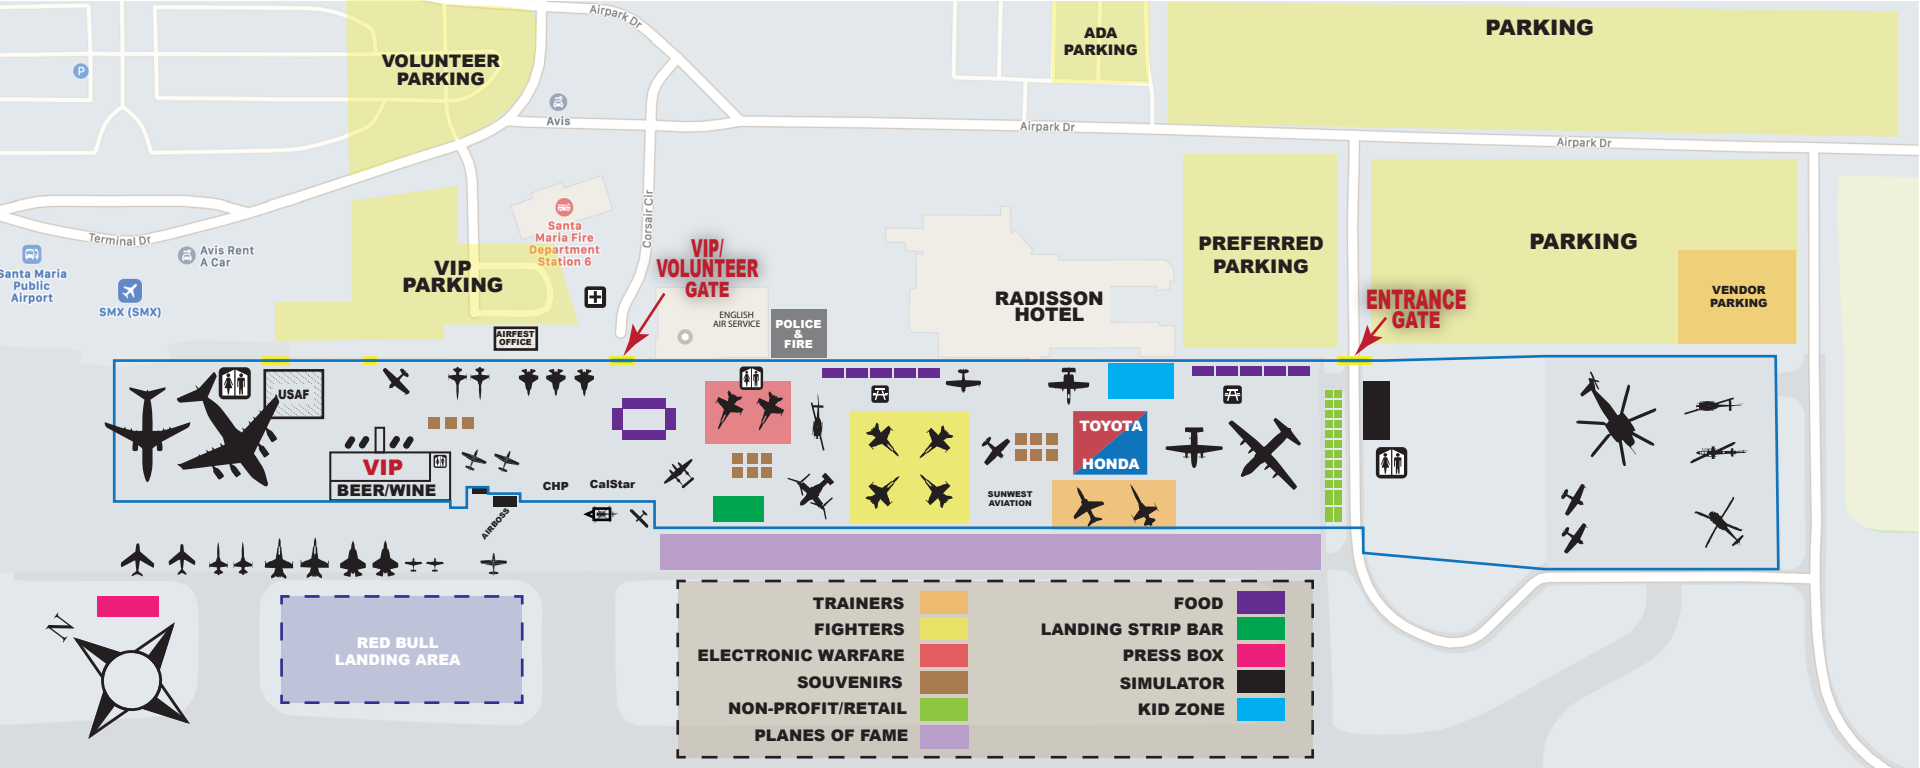 Airpark Dr
PARKING
ADA
PARKING
VOLUNTEER
PARKING
P
Avis
Airpark Dr
Airpark Dr
Corsair Cir
Terminal Dr
Avis Rent
A Car
Santa Maria
Public
Airport
SMX (SMX)
Santa
Maria Fire
Department
Station 6
VIP
PARKING
VIP/
VOLUNTEER
GATE
PREFERRED
PARKING
PARKING
VENDOR
PARKING
RADISSON
HOTEL
ENTRANCE
GATE
ENGLISH
AIR SERVICE
POLICE
&
FIRE
AIRFEST
OFFICE
USAF
VIP
BEER/WINE
CHP
CalStar
AIRBOSS
TOYOTA
HONDA
SUNWEST
AVIATION
N
RED BULL
LANDING AREA
TRAINERS
FIGHTERS
ELECTRONIC WARFARE
SOUVENIRS
NON-PROFIT/RETAIL
PLANES OF FAME
FOOD
LANDING STRIP BAR
PRESS BOX
SIMULATOR
KID ZONE